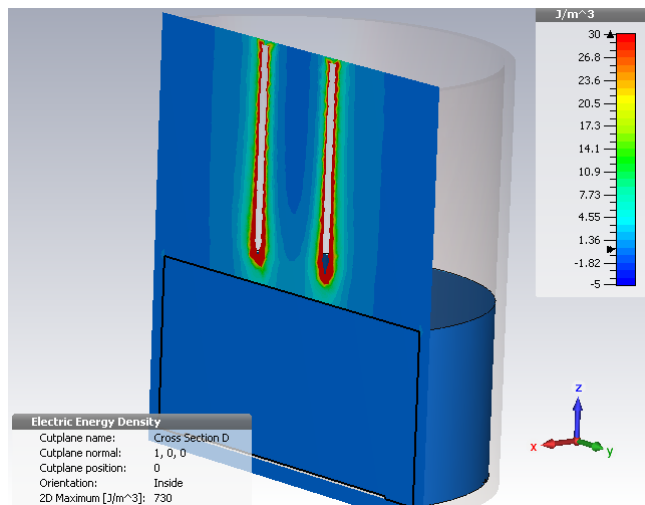 J/m^3
30
26.8
23.6
20.5
17.3
14.1
10.9
7.73
4.55
1.36
-1.82
-5
z
x
y
Electric Energy Density
Cutplane name: Cross Section D
Cutplane normal: 1, 0, 0
Cutplane position: 0
Orientation: Inside
2D Maximum [J/m^3]: 730